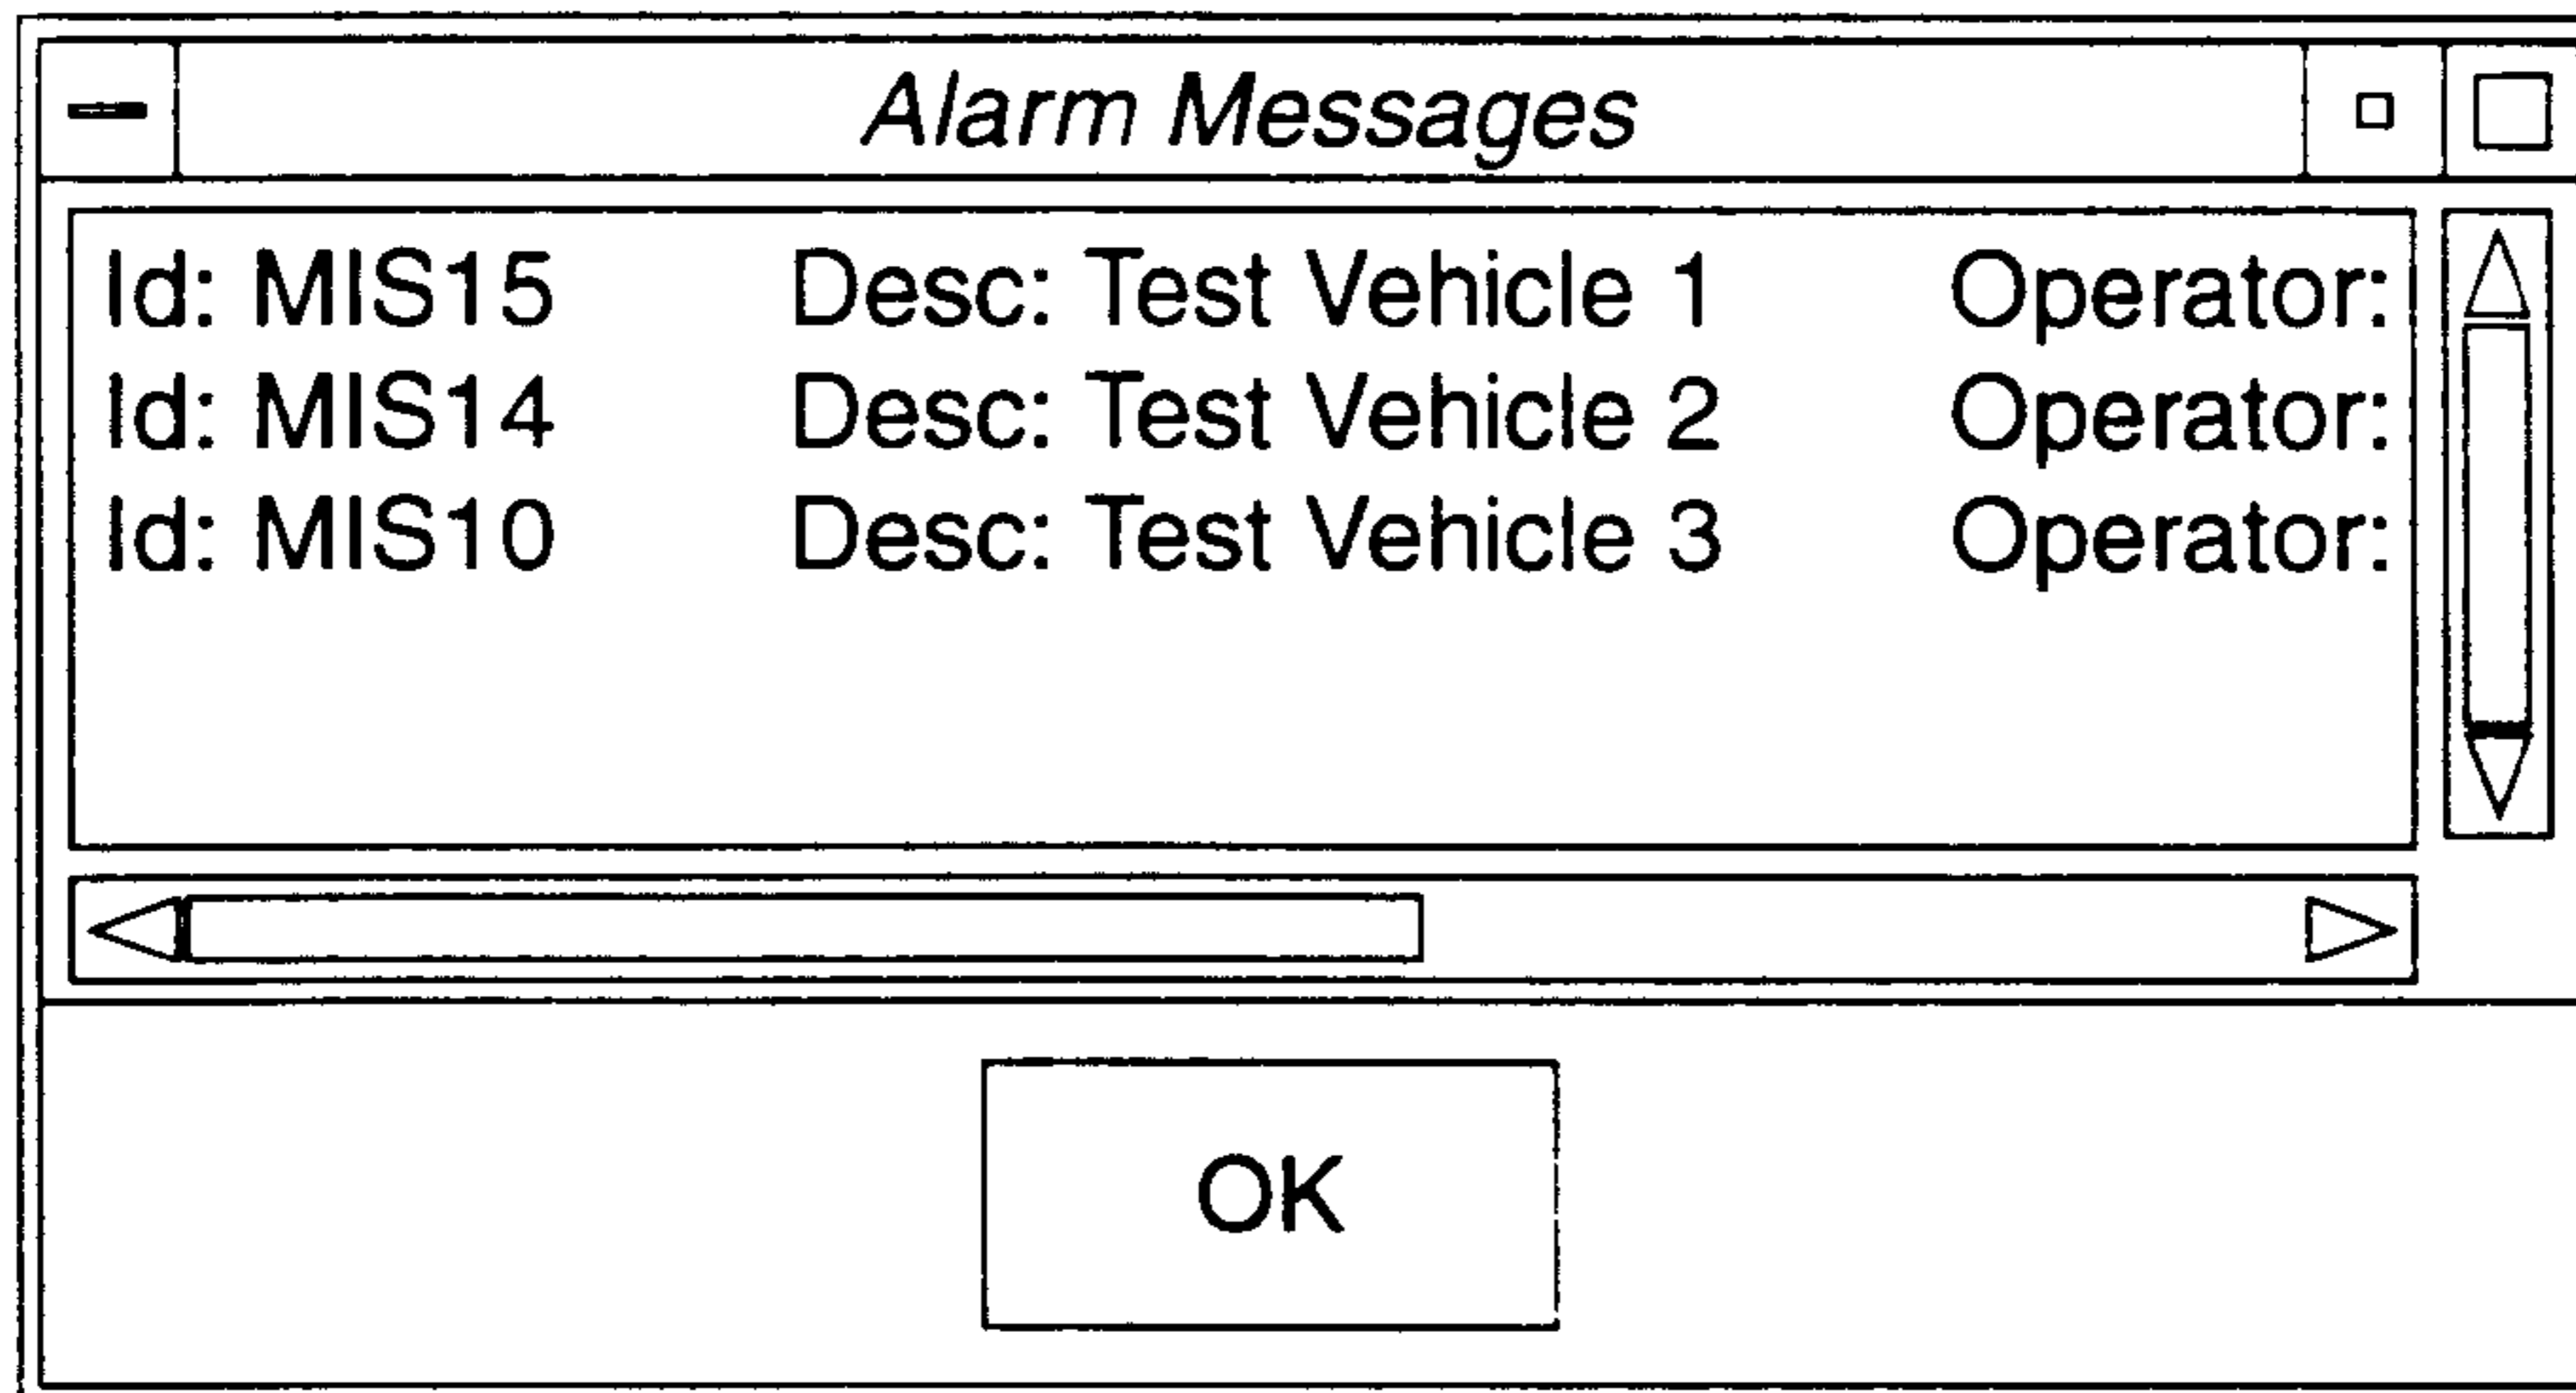 Alarm Messages
Id: MIS15 Desc: Test Vehicle 1 Operator:
Id: MIS14 Desc: Test Vehicle 2 Operator:
Id: MIS10 Desc: Test Vehicle 3 Operator:
OK